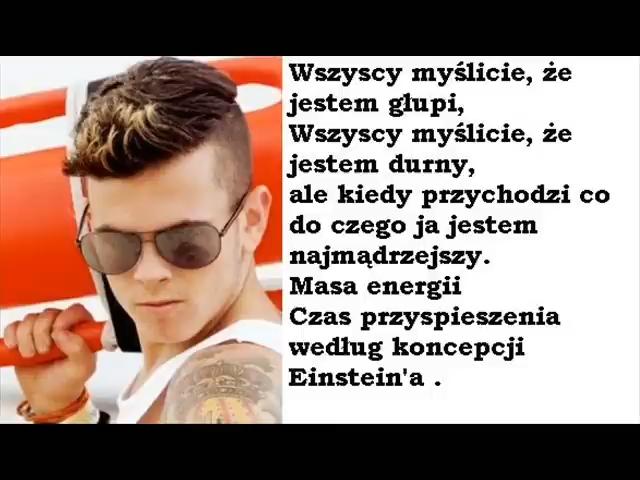 Wszyscy myślicie, że
jestem głupi,
Wszyscy myślicie, że
jestem durny,
ale kiedy przychodzi co
do czego ja jestem
najmądrzejszy.
Masa energii
Czas przyspieszenia
według koncepcji
Einstein'a .